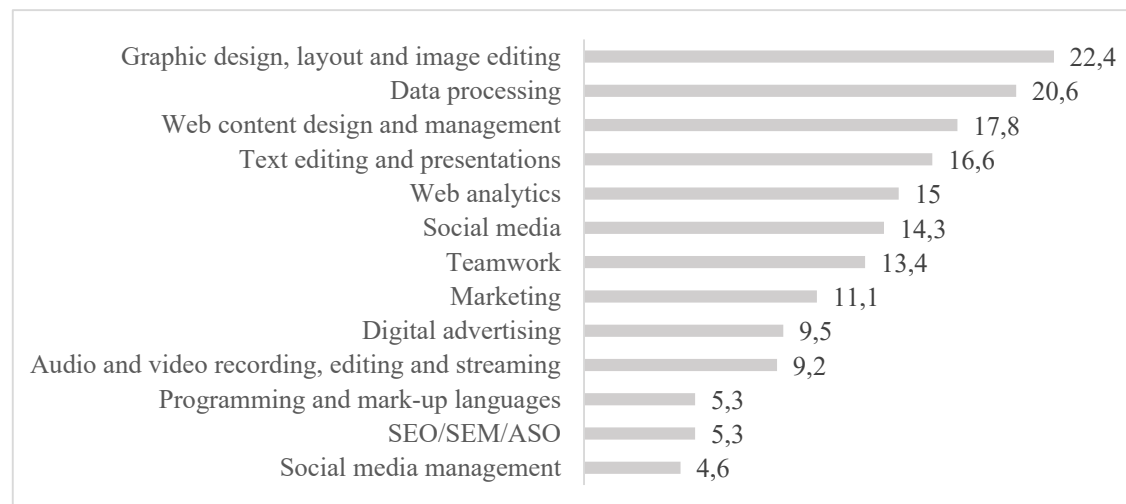 Graphic design, layout and image editing 22,4
Data processing 20,6
Web content design and management 17,8
Text editing and presentations 16,6
Web analytics 15
Social media 14,3
Teamwork 13,4
Marketing 11,1
Digital advertising 9,5
Audio and video recording, editing and streaming 9,2
Programming and mark-up languages 5,3
SEO/SEM/ASO 5,3
Social media management 4,6